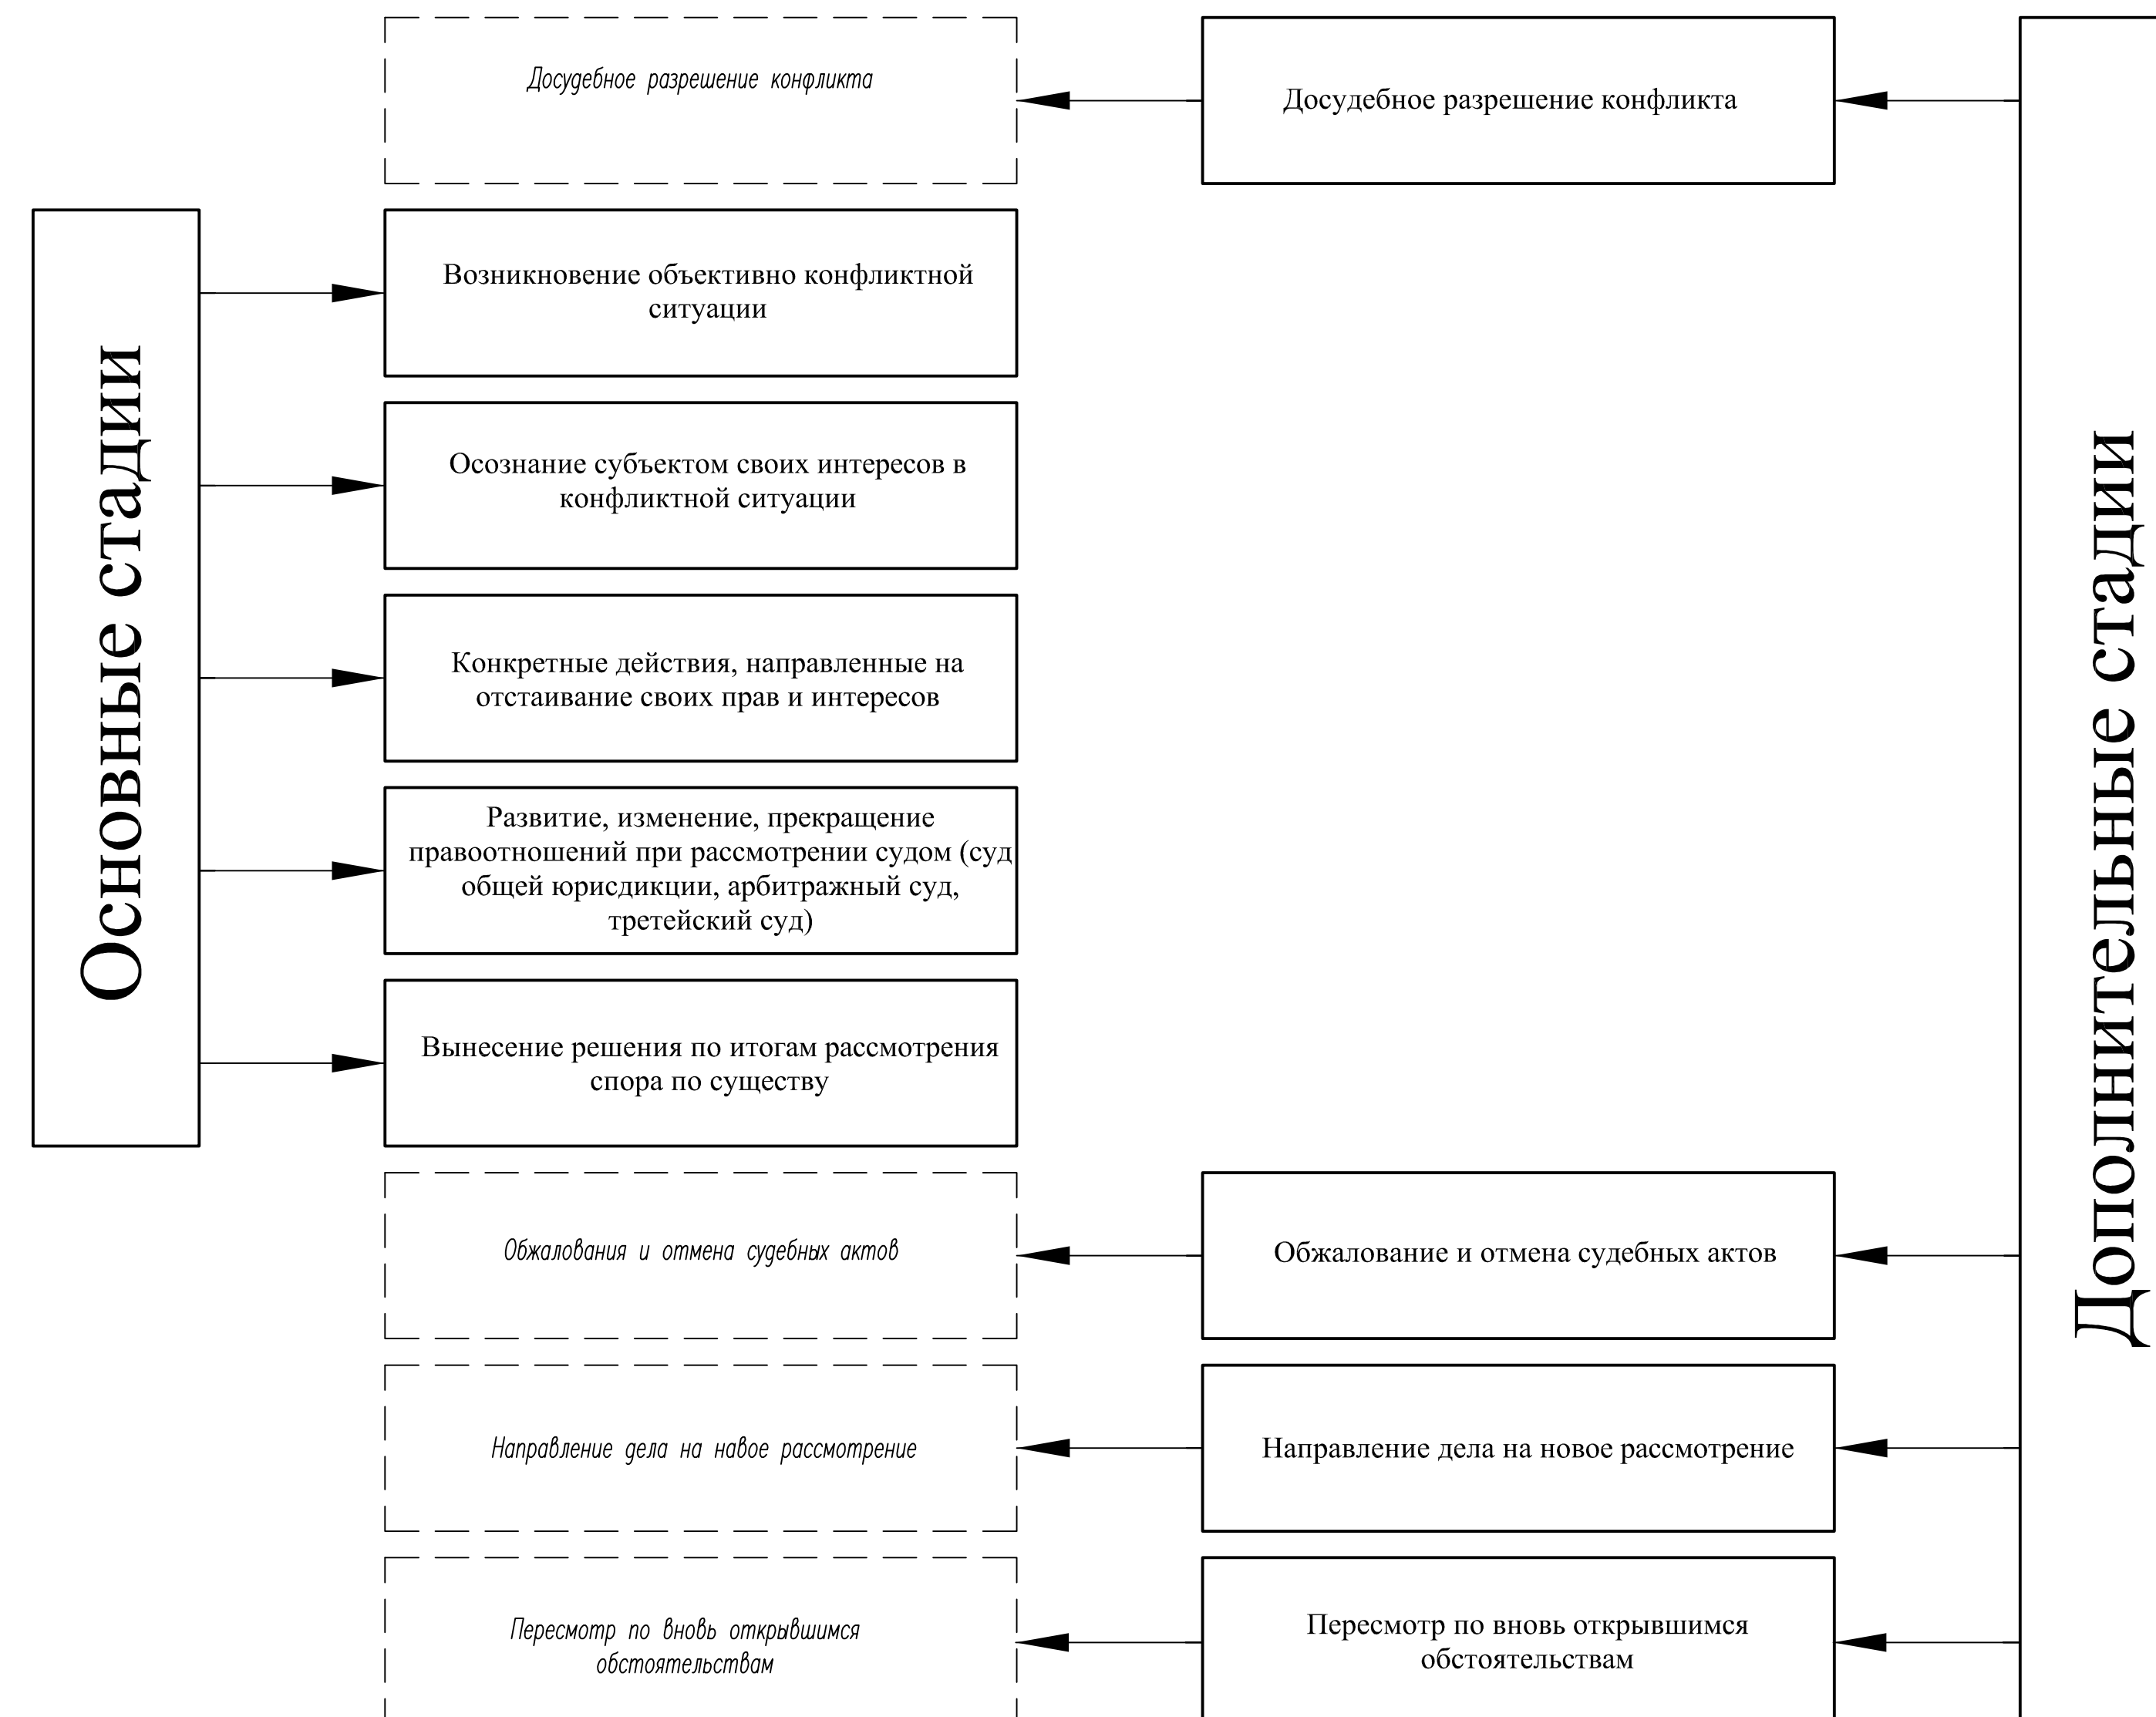 Досудебное разрешение конфликта
Досудебное разрешение конфликта
Основные стадии
Возникновение объективно конфликтной
ситуации
Осознание субъектом своих интересов в
конфликтной ситуации
Конкретные действия, направленные на
отстаивание своих прав и интересов
Развитие, изменение, прекращение
правоотношений при рассмотрении судом (суд
общей юрисдикции, арбитражный суд,
третейский суд)
Вынесение решения по итогам рассмотрения
спора по существу
Дополнительные стадии
Обжалования и отмена судебных актов
Обжалование и отмена судебных актов
Направление дела на навое рассмотрение
Направление дела на новое рассмотрение
Пересмотр по вновь открывшимся
обстоятельствам
Пересмотр по вновь открывшимся
обстоятельствам